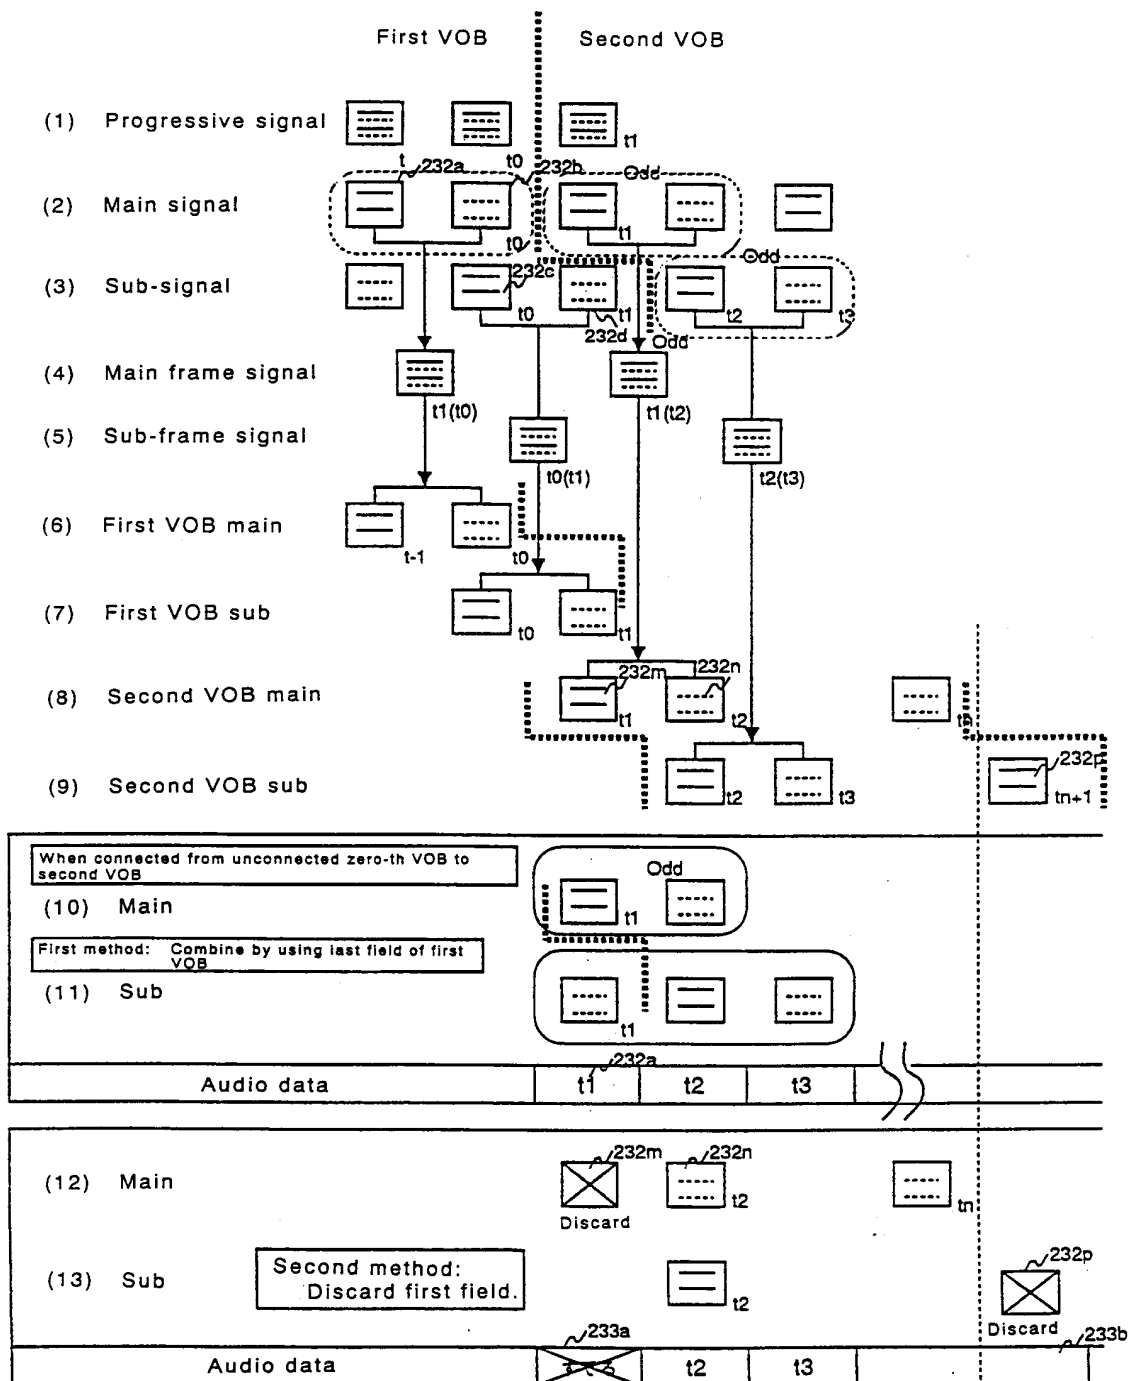 First VOB Second VOB
(1) Progressive signal
t1
t 232a t0 232b Odd
(2) Main signal
t0 t1
Odd
(3) Sub-signal 232c
t0 t1 t2 t3
232d Odd
(4) Main frame signal
t1(t0) t1(t2)
(5) Sub-frame signal
t0(t1) t2(t3)
(6) First VOB main
t-1 t0
(7) First VOB sub
t0 t1
232m 232n
(8) Second VOB main
t1 t2
232p
(9) Second VOB sub
t2 t3 tn+1
When connected from unconnected zero-th VOB to
second VOB
Odd
(10) Main
t1
First method: Combine by using last field of first
VOB
(11) Sub
t1
232a
Audio data t1 t2 t3
232m 232n
(12) Main
t2 tn
Discard
232p
(13) Sub
Second method:
Discard first field.
t2
Discard
233a 233b
Audio data t2 t3